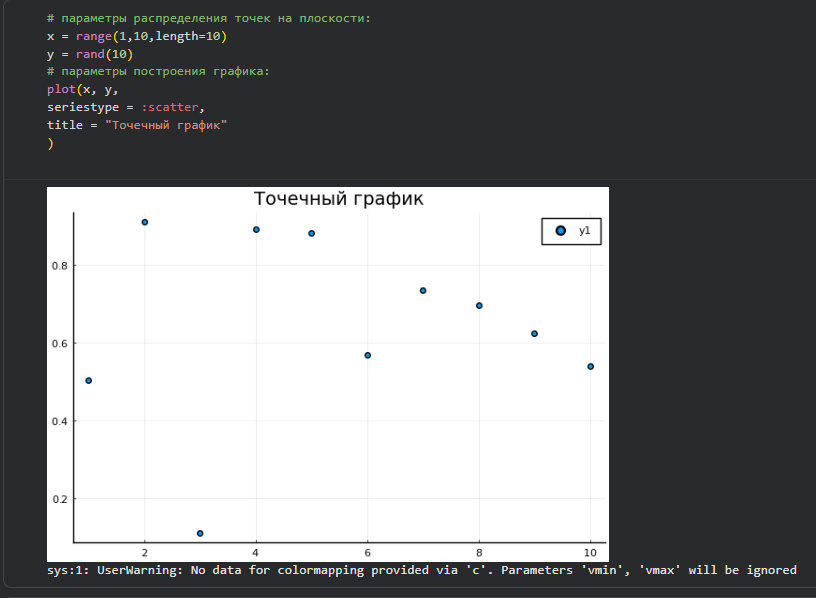 # параметры распределения точек на плоскости:
x = range(1,10,length=10)
y = rand(10)
# параметры построения графика:
plot(x, y,
seriestype = :scatter,
title = "Точечный график"
)
Точечный график
y1
0.8
0.6
0.4
0.2
2 4 6 8 10
sys:1: UserWarning: No data for colormapping provided via 'c'. Parameters 'vmin', 'vmax' will be ignored